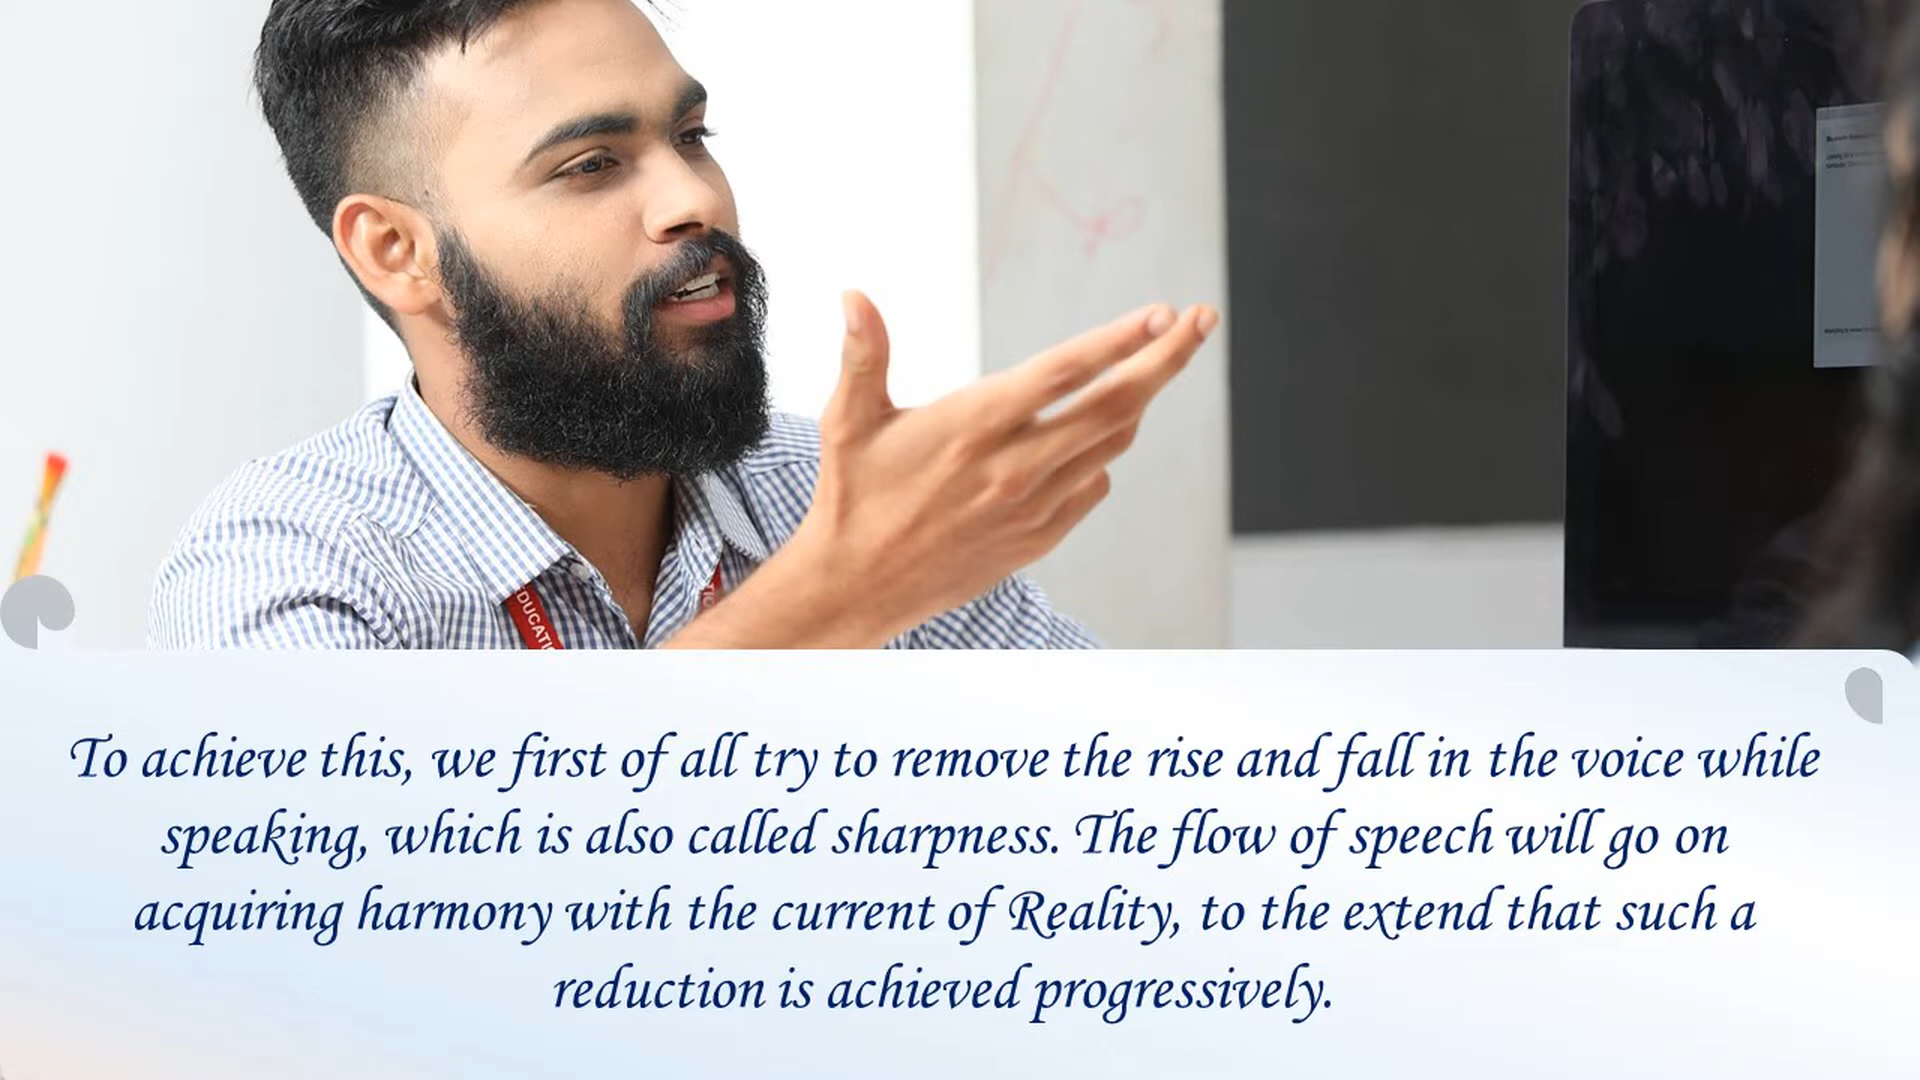 EDUCATI
To achieve this, we first of all try to remove the rise and fall in the voice while
speaking, which is also called sharpness. The flow of speech will go on
acquiring harmony with the current of Reality, to the extend that such a
reduction is achieved progressively.